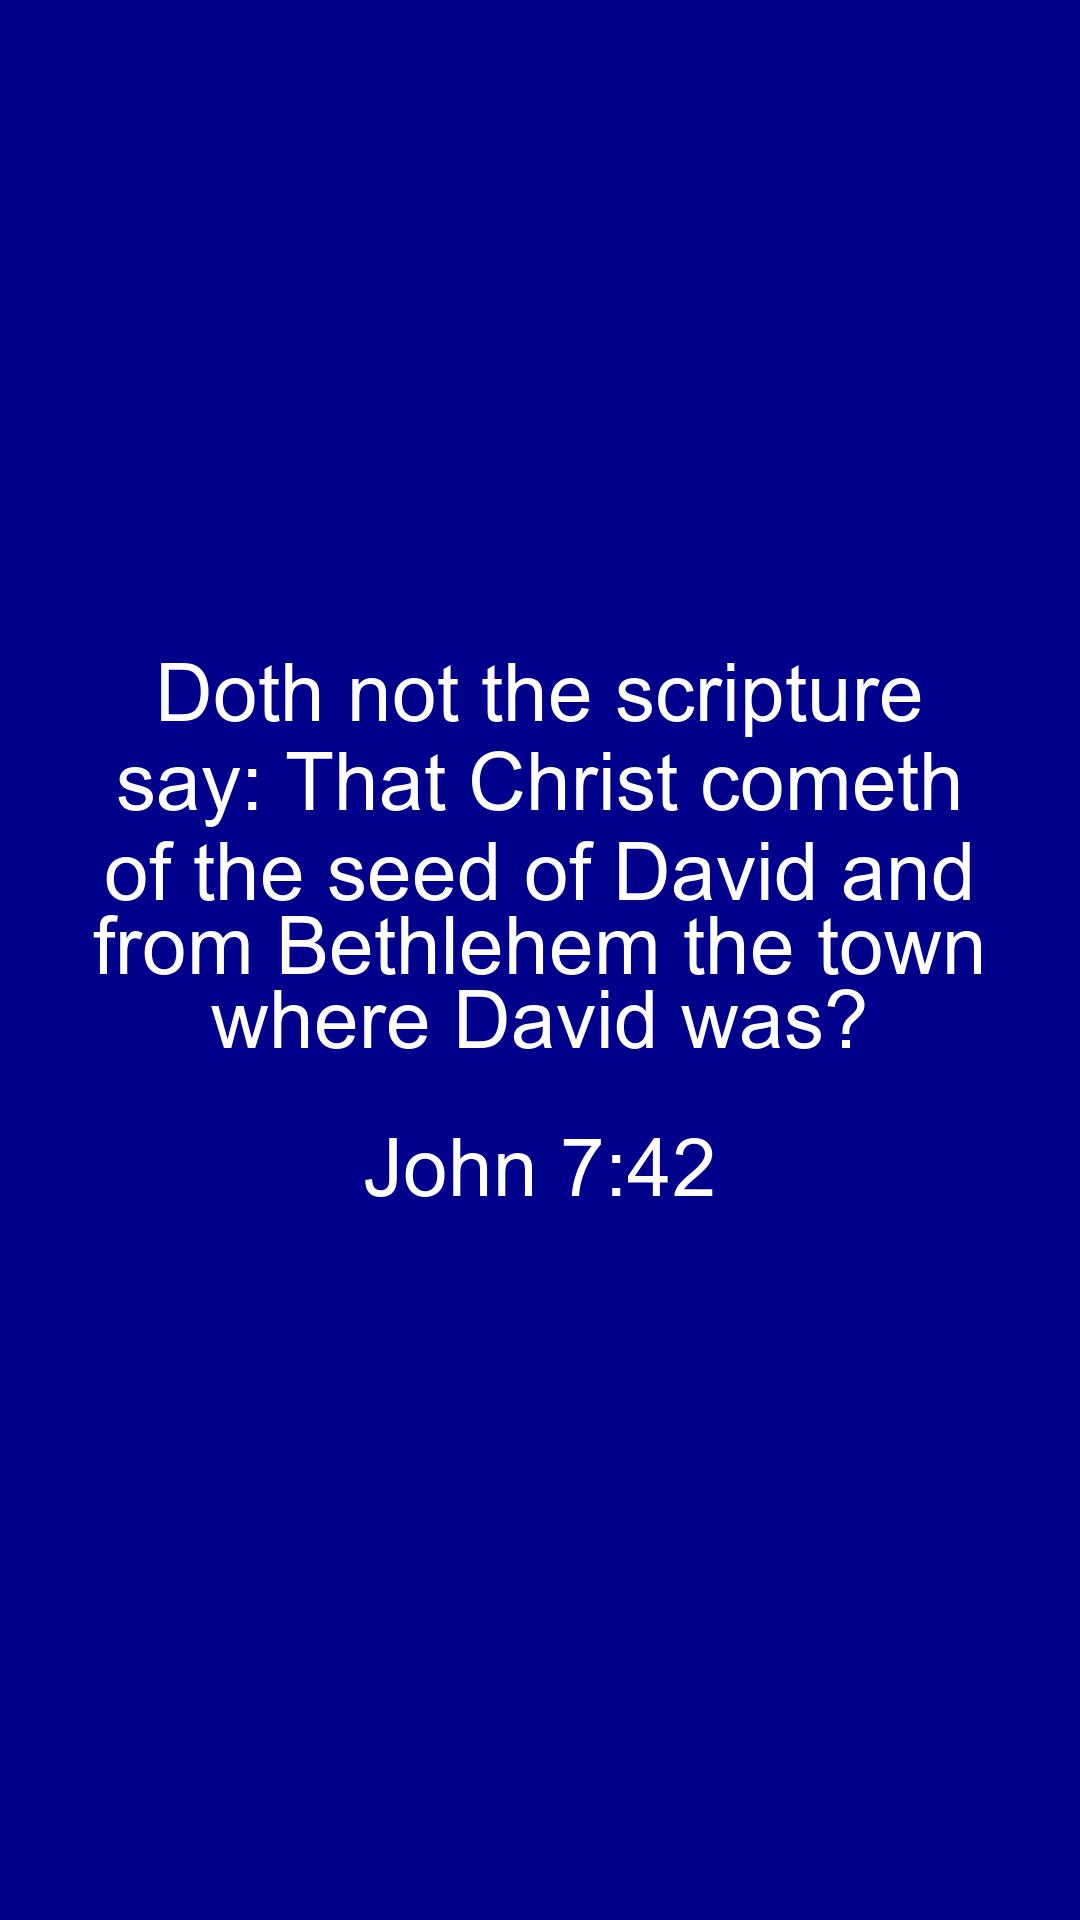 Doth not the scripture
say: That Christ cometh
of the seed of David and
from Bethlehem the town
where David was?
John 7:42